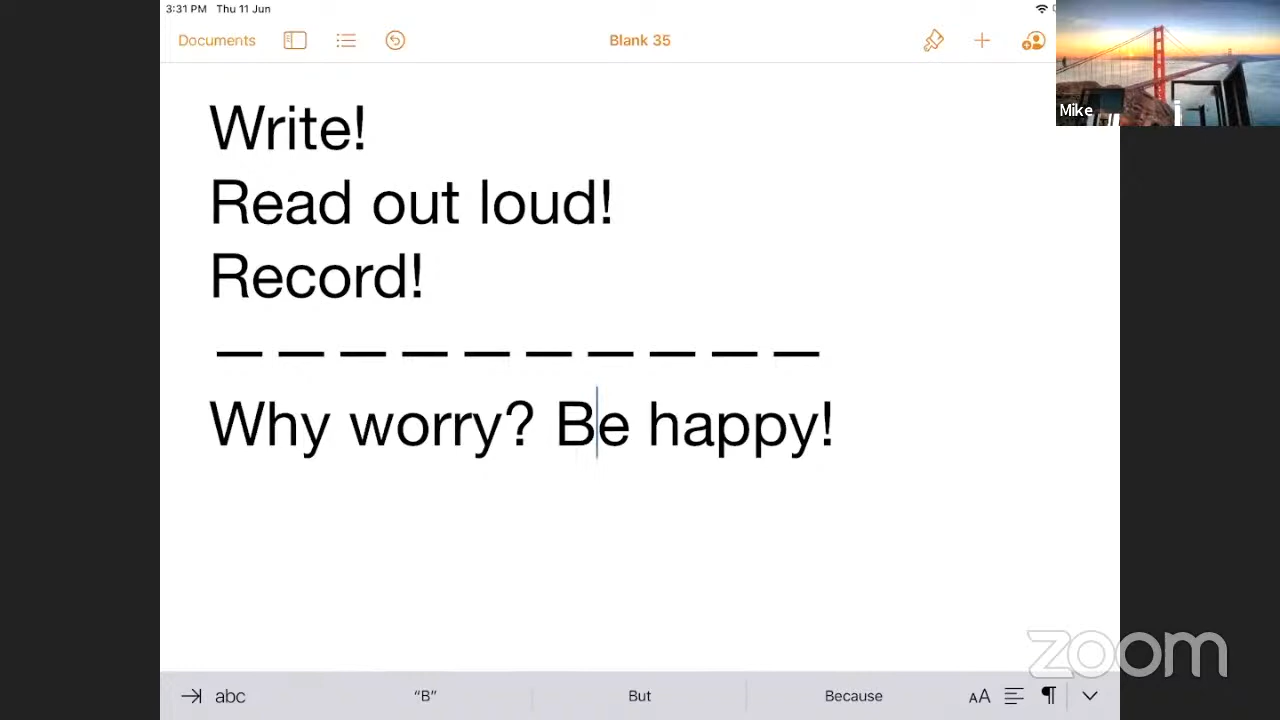 3:31 PM Thu 11 Jun
Documents
Blank 35
Mike
Write!
Read out loud!
Record!
— — — — — — — — — —
Why worry? Be happy!
zoom
abc
“B”
But
Because
AA
¶